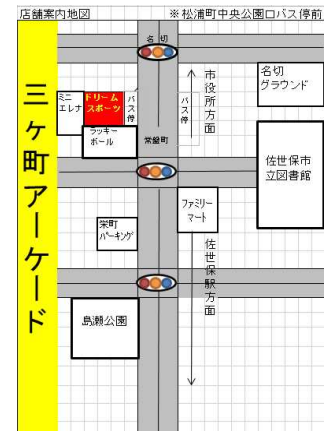 店舗案内地図
※松浦町中央公園口バス停前
名切
三ヶ町アーケード
ミニ
エレナ
ドリーム
スポーツ
バス停
ラッキー
ボール
常盤町
バス停
市役所方面
名切
グラウンド
佐世保市
立図書館
ファミリー
マート
栄町
パーキング
佐世保駅方面
島瀬公園